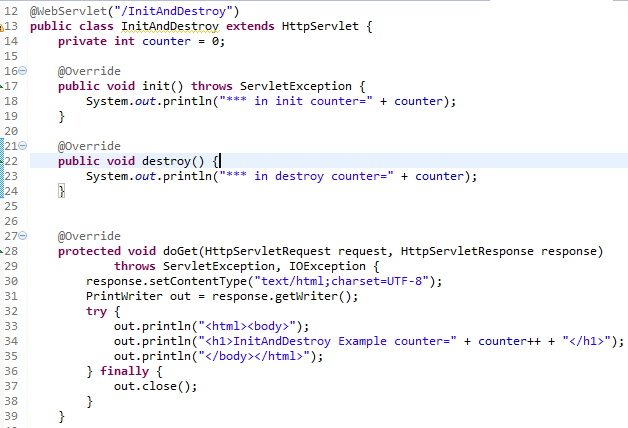 12 @WebServlet("/InitAndDestroy")
13 public class InitAndDestroy extends HttpServlet {
14     private int counter = 0;
15
16     @Override
17     public void init() throws ServletException {
18         System.out.println("*** in init counter=" + counter);
19     }
20
21     @Override
22     public void destroy() {
23         System.out.println("*** in destroy counter=" + counter);
24     }
25
26
27     @Override
28     protected void doGet(HttpServletRequest request, HttpServletResponse response)
29             throws ServletException, IOException {
30         response.setContentType("text/html;charset=UTF-8");
31         PrintWriter out = response.getWriter();
32         try {
33             out.println("<html><body>");
34             out.println("<h1>InitAndDestroy Example counter=" + counter++ + "</h1>");
35             out.println("</body></html>");
36         } finally {
37             out.close();
38         }
39     }